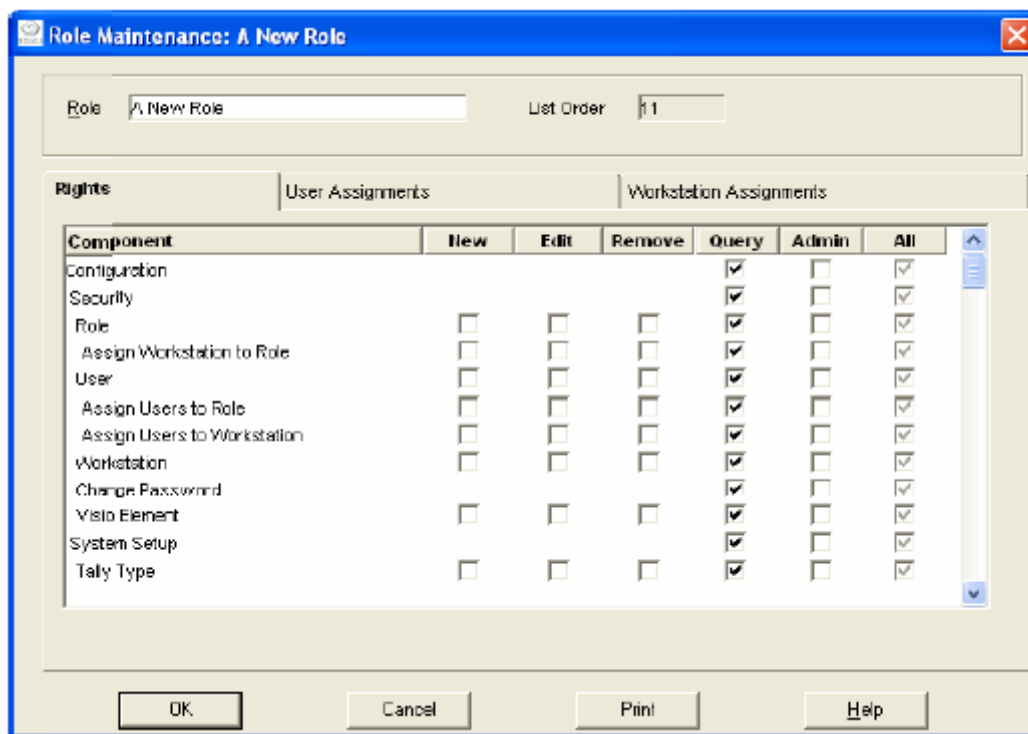 Role Maintenance: A New Role
Role A New Role List Order 11
Rights User Assignments Workstation Assignments
Component New Edit Remove Query Admin All
Configuration
Security
Role
Assign Workstation to Role
User
Assign Users to Role
Assign Users to Workstation
Workstation
Change Password
Visio Element
System Setup
Tally Type
OK Cancel Print Help